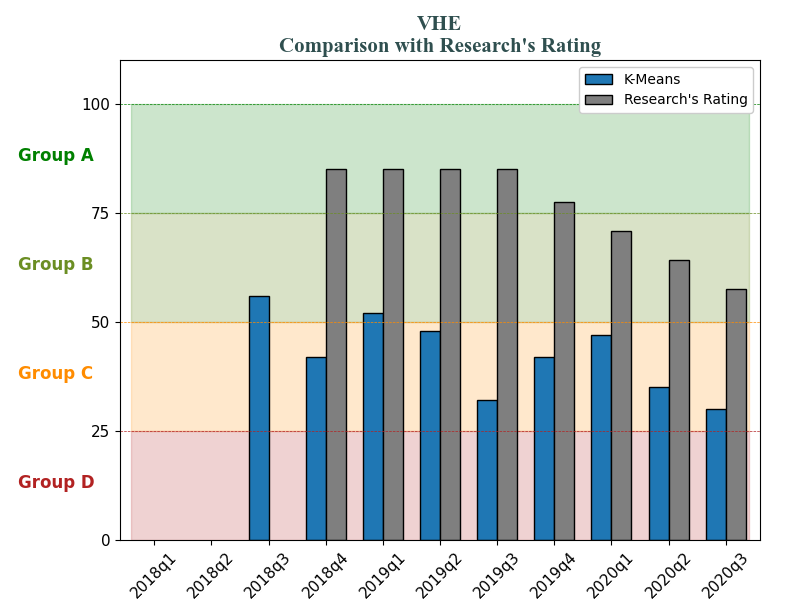 VHE
Comparison with Research's Rating
K-Means
Research's Rating
100
Group A
75
Group B
50
Group C
25
Group D
0
2018q1
2018q2
2018q3
2018q4
2019q1
2019q2
2019q3
2019q4
2020q1
2020q2
2020q3